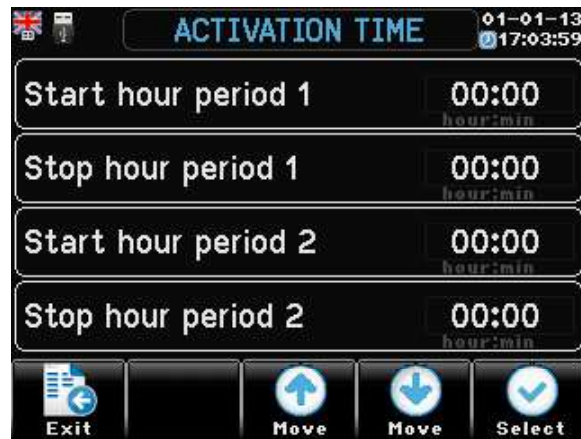 ACTIVATION TIME
01-01-13
17:03:59
Start hour period 1
00:00
hour:min
Stop hour period 1
00:00
hour:min
Start hour period 2
00:00
hour:min
Stop hour period 2
00:00
hour:min
Exit
Move
Move
Select